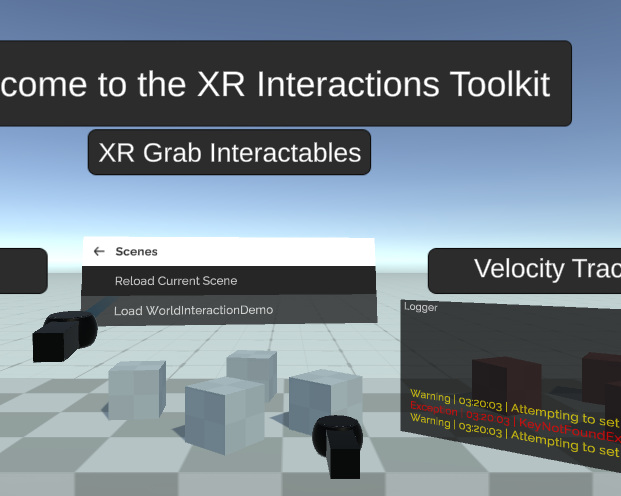 come to the XR Interactions Toolkit
XR Grab Interactables
← Scenes
Reload Current Scene
Load WorldInteractionDemo
Velocity Trac
Logger
Warning | 03:20:03 | Attempting to set
Exception | 03:20:03 | KeyNotFoundEx
Warning | 03:20:03 | Attempting to set